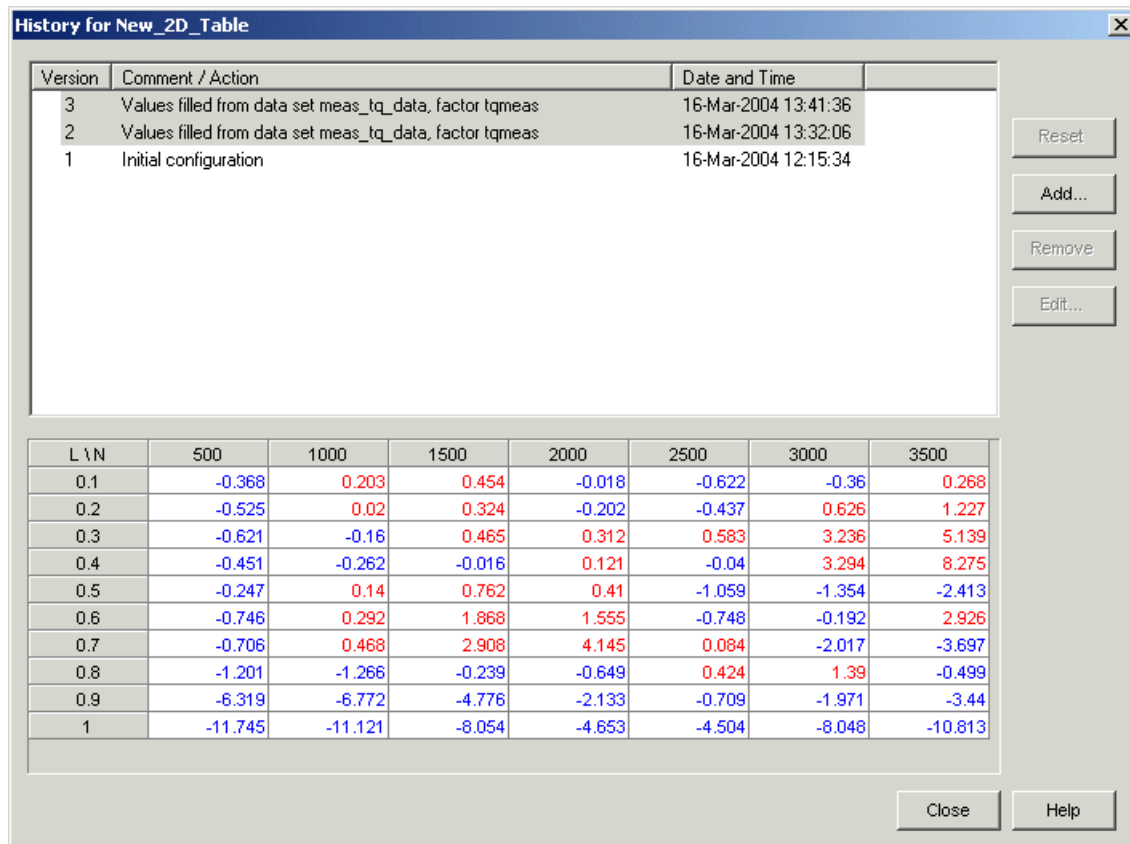 History for New_2D_Table
Version Comment / Action Date and Time
3 Values filled from data set meas_tq_data, factor tqmeas 16-Mar-2004 13:41:36
2 Values filled from data set meas_tq_data, factor tqmeas 16-Mar-2004 13:32:06
1 Initial configuration 16-Mar-2004 12:15:34
Reset
Add...
Remove
Edit...
L \ N 500 1000 1500 2000 2500 3000 3500
0.1 -0.368 0.203 0.454 -0.018 -0.622 -0.36 0.268
0.2 -0.525 0.02 0.324 -0.202 -0.437 0.626 1.227
0.3 -0.621 -0.16 0.465 0.312 0.583 3.236 5.139
0.4 -0.451 -0.262 -0.016 0.121 -0.04 3.294 8.275
0.5 -0.247 0.14 0.762 0.41 -1.059 -1.354 -2.413
0.6 -0.746 0.292 1.868 1.555 -0.748 -0.192 2.926
0.7 -0.706 0.468 2.908 4.145 0.084 -2.017 -3.697
0.8 -1.201 -1.266 -0.239 -0.649 0.424 1.39 -0.499
0.9 -6.319 -6.772 -4.776 -2.133 -0.709 -1.971 -3.44
1 -11.745 -11.121 -8.054 -4.653 -4.504 -8.048 -10.813
Close Help